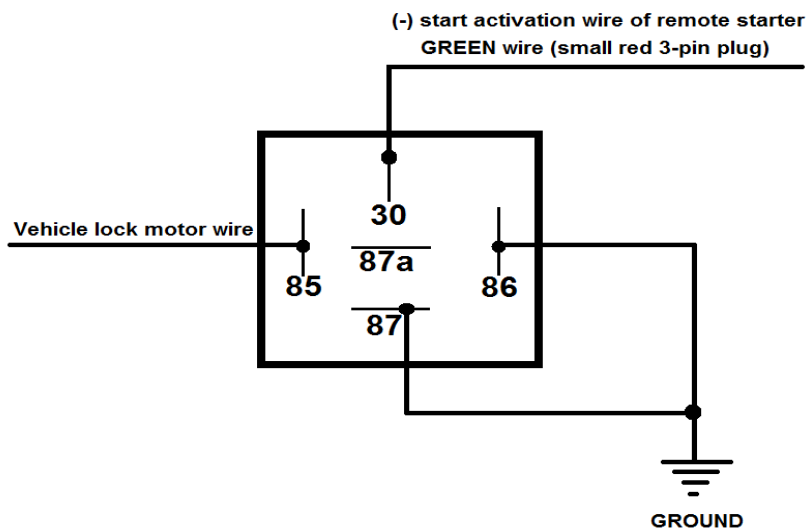 (-) start activation wire of remote starter
GREEN wire (small red 3-pin plug)
30
Vehicle lock motor wire
87a
85
86
87
GROUND